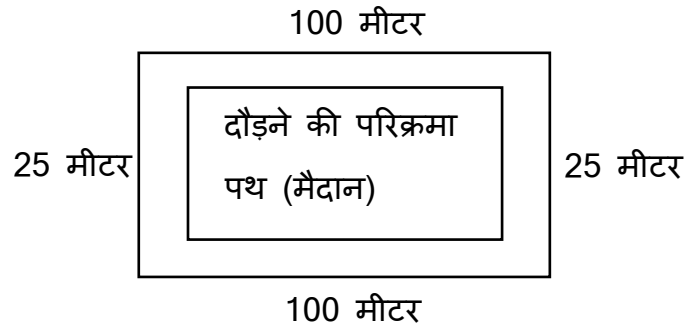 100 मीटर
दौड़ने की परिक्रमा
25 मीटर
25 मीटर
पथ (मैदान)
100 मीटर